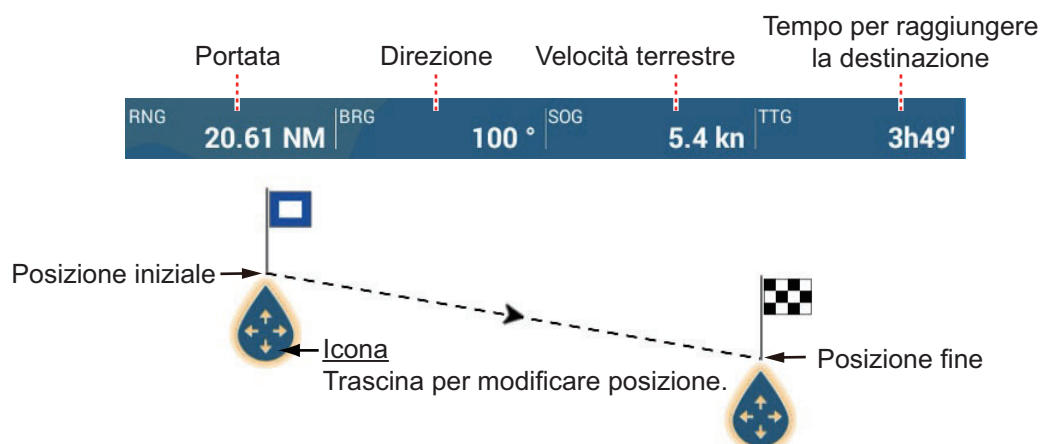 Tempo per raggiungere
Portata Direzione Velocità terrestre la destinazione
RNG 20.61 NM BRG 100 ° SOG 5.4 kn TTG 3h49'
Posizione iniziale
Icona
Trascina per modificare posizione.
Posizione fine